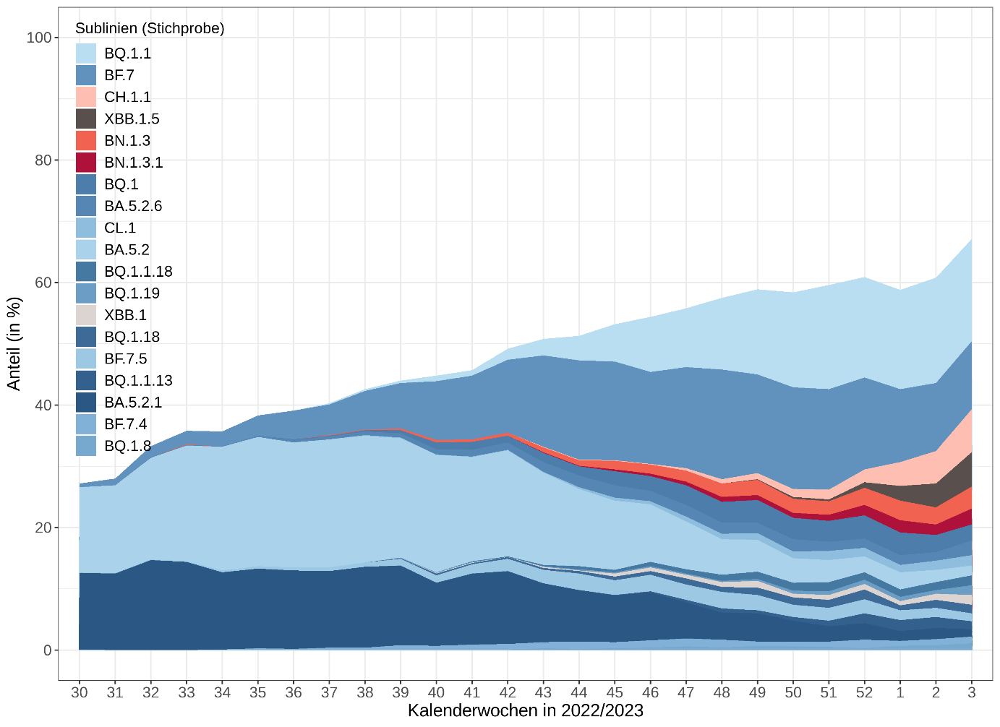 Sublinien (Stichprobe)
BQ.1.1
BF.7
CH.1.1
XBB.1.5
BN.1.3
BN.1.3.1
BQ.1
BA.5.2.6
CL.1
BA.5.2
BQ.1.1.18
BQ.1.19
XBB.1
BQ.1.18
BF.7.5
BQ.1.1.13
BA.5.2.1
BF.7.4
BQ.1.8
Anteil (in %)
100
80
60
40
20
0
30 31 32 33 34 35 36 37 38 39 40 41 42 43 44 45 46 47 48 49 50 51 52 1 2 3
Kalenderwochen in 2022/2023